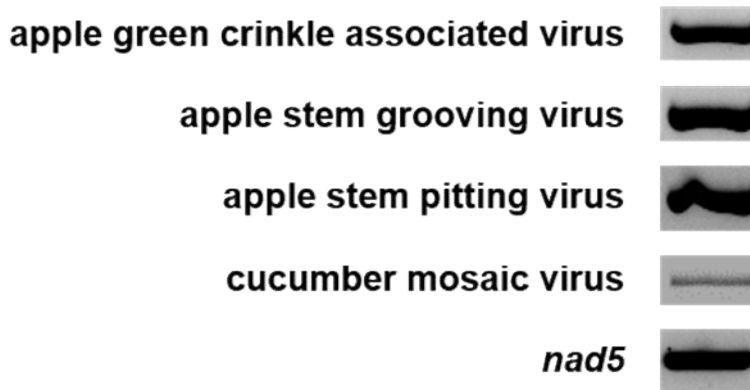 apple green crinkle associated virus
apple stem grooving virus
apple stem pitting virus
cucumber mosaic virus
nad5